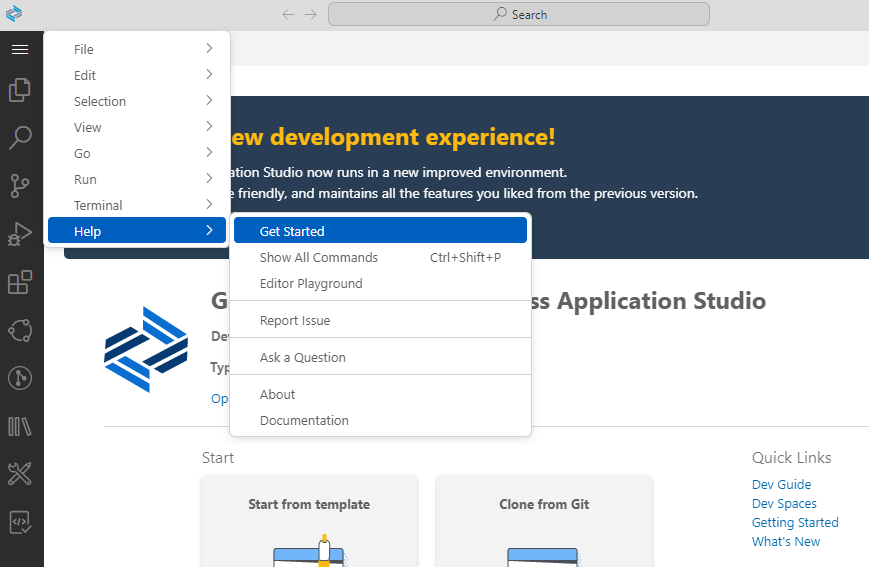 Search
File
Edit
Selection
View
Go
Run
Terminal
Help
Get Started
Show All Commands Ctrl+Shift+P
Editor Playground
Report Issue
Ask a Question
About
Documentation
ew development experience!
ation Studio now runs in a new improved environment.
friendly, and maintains all the features you liked from the previous version.
G
ss Application Studio
De
Typ
Op
Start
Start from template
Clone from Git
Quick Links
Dev Guide
Dev Spaces
Getting Started
What's New